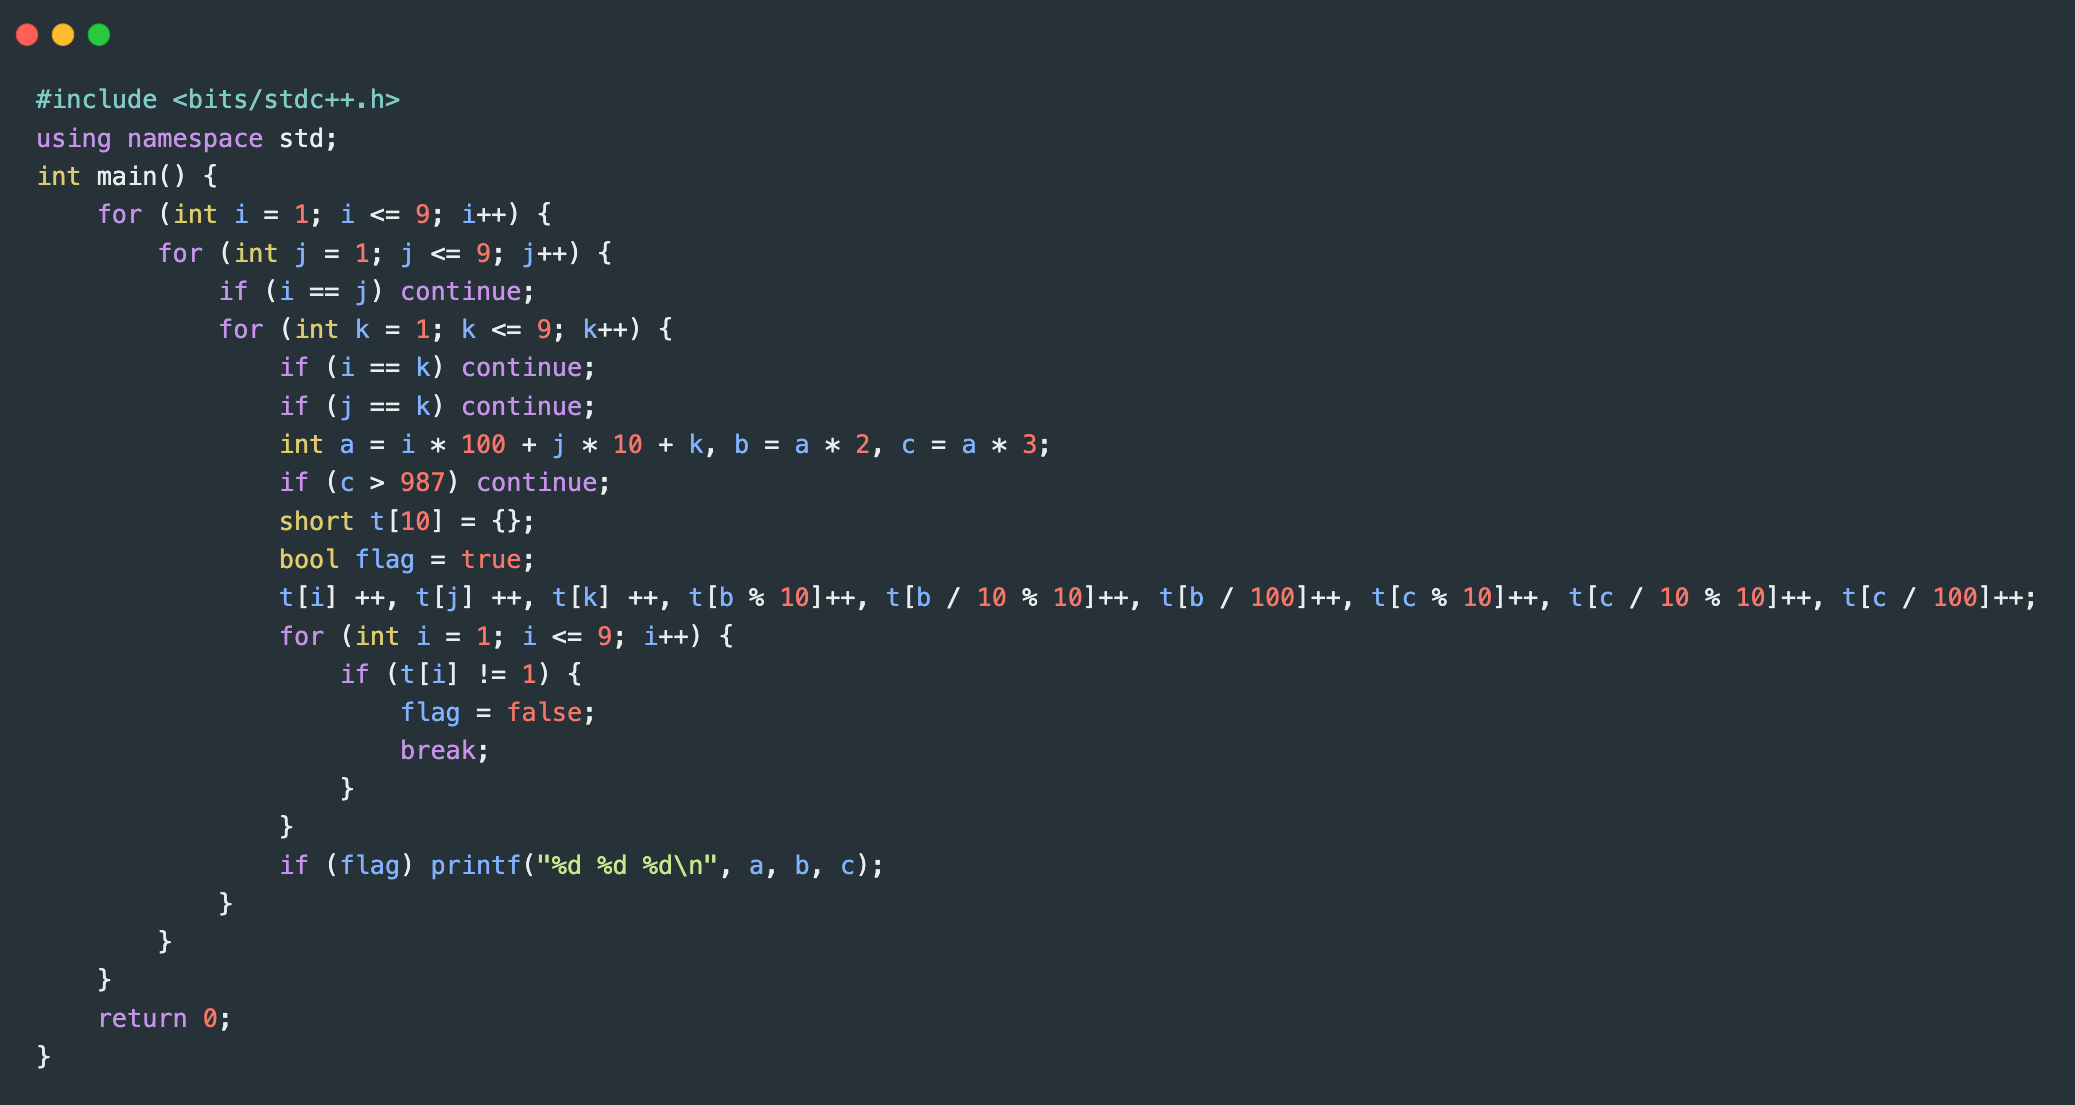 #include <bits/stdc++.h>
using namespace std;
int main() {
    for (int i = 1; i <= 9; i++) {
        for (int j = 1; j <= 9; j++) {
            if (i == j) continue;
            for (int k = 1; k <= 9; k++) {
                if (i == k) continue;
                if (j == k) continue;
                int a = i * 100 + j * 10 + k, b = a * 2, c = a * 3;
                if (c > 987) continue;
                short t[10] = {};
                bool flag = true;
                t[i] ++, t[j] ++, t[k] ++, t[b % 10]++, t[b / 10 % 10]++, t[b / 100]++, t[c % 10]++, t[c / 10 % 10]++, t[c / 100]++;
                for (int i = 1; i <= 9; i++) {
                    if (t[i] != 1) {
                        flag = false;
                        break;
                    }
                }
                if (flag) printf("%d %d %d\n", a, b, c);
            }
        }
    }
    return 0;
}